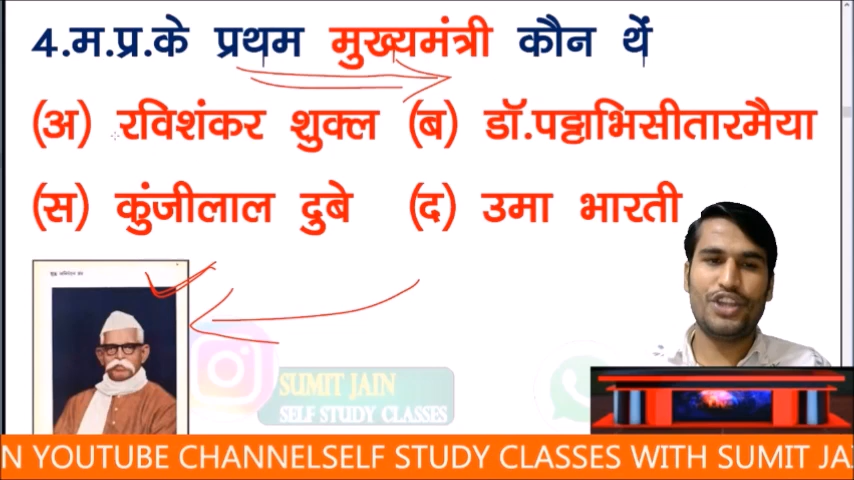 4.म.प्र.के प्रथम मुख्यमंत्री कौन थें
(अ) रविशंकर शुक्ल (ब) डॉ.पट्टाभिसीतारमैया
(स) कुंजीलाल दुबे (द) उमा भारती
SUMIT JAIN
SELF STUDY CLASSES
N YOUTUBE CHANNELSELF STUDY CLASSES WITH SUMIT JA